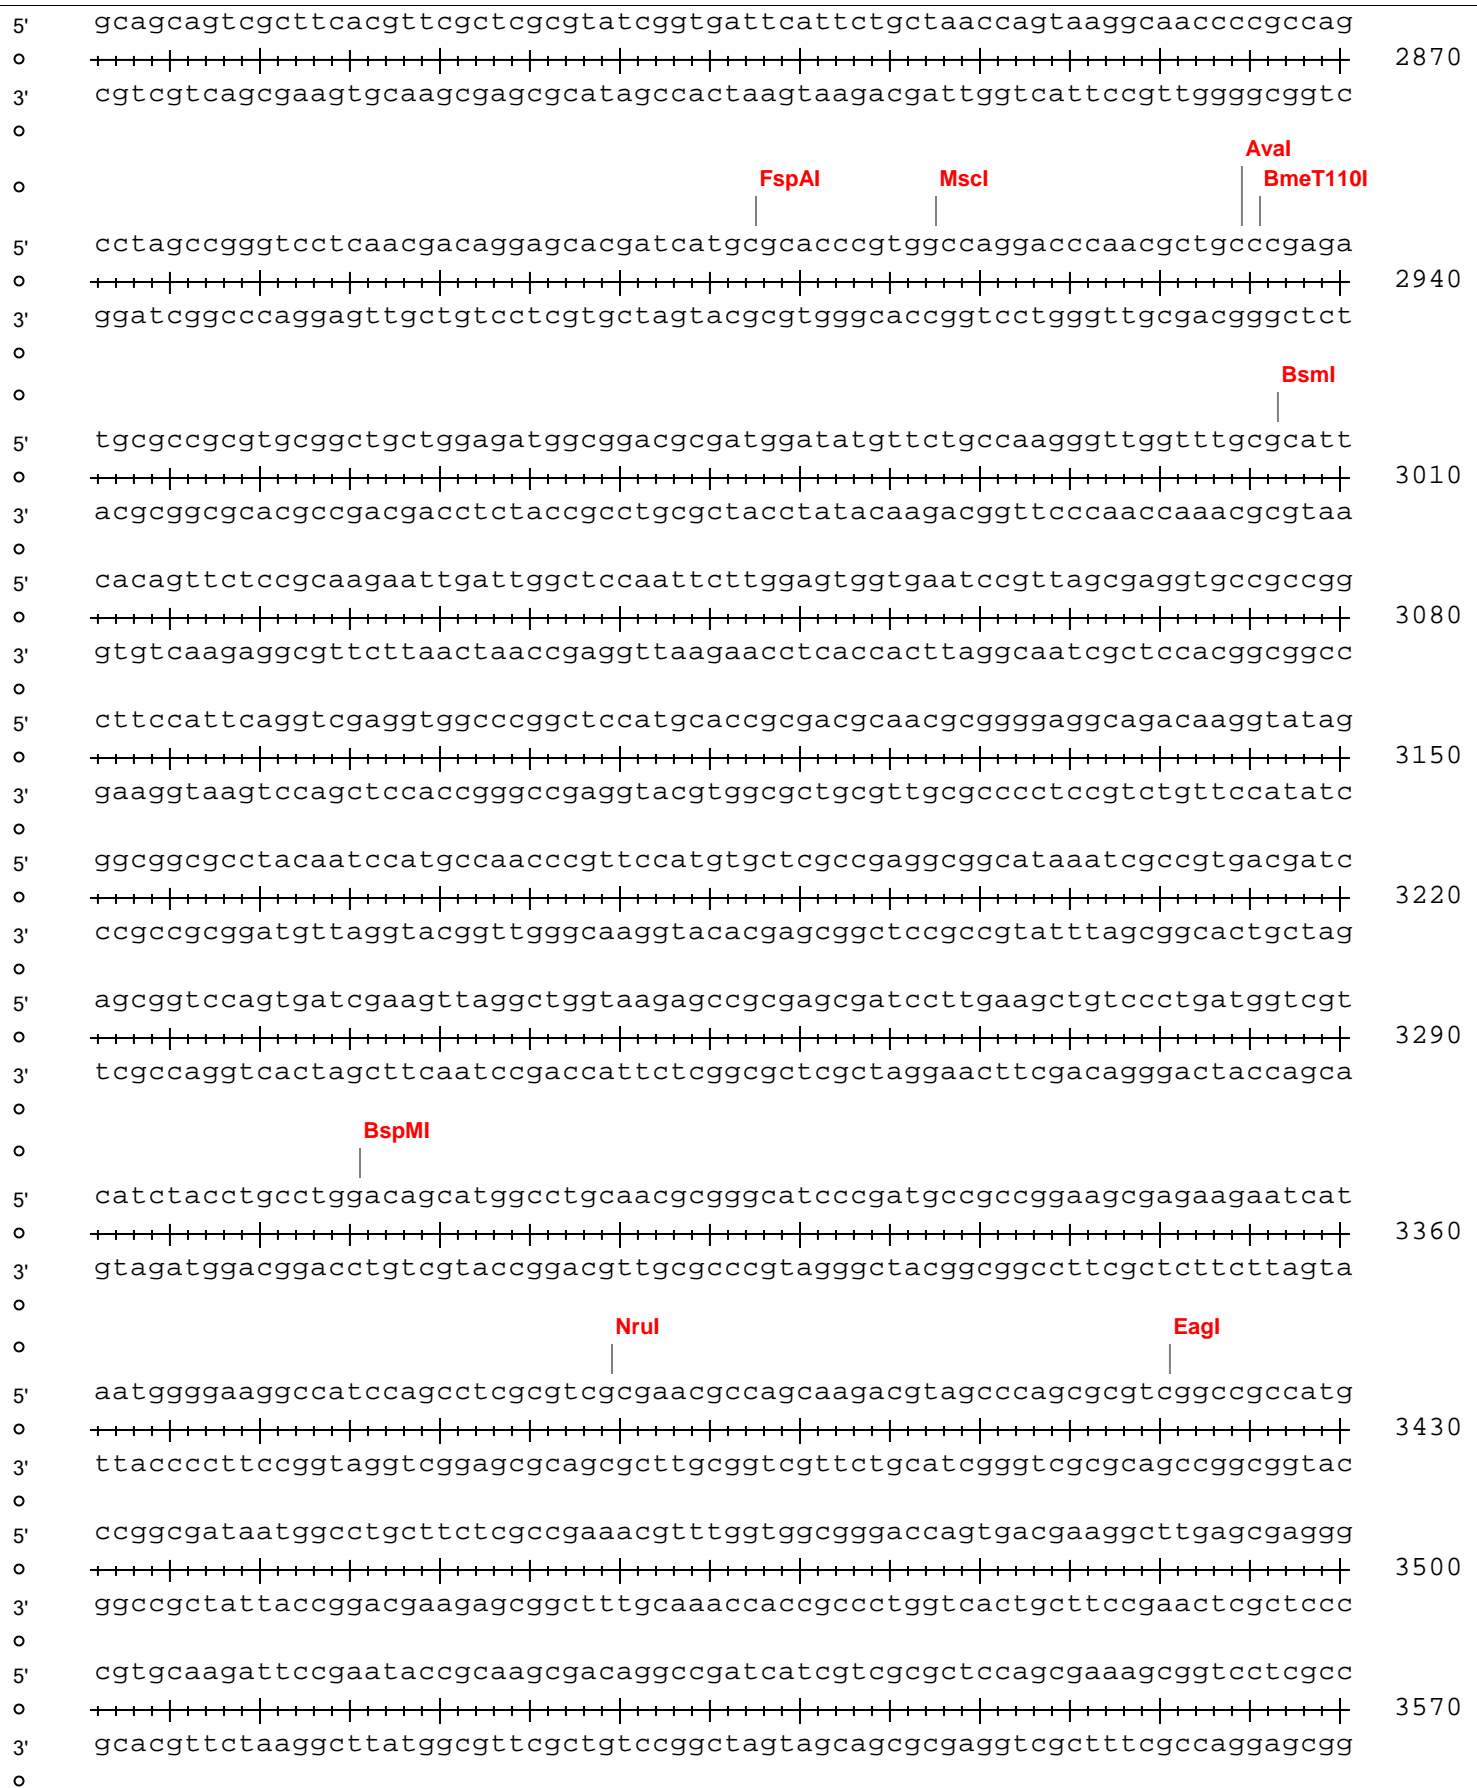 5' gcagcagtcgcttcacgttcgctcgcgtatcggtgattcattctgctaaccagtaaggcaaccccgccag
2870
3' cgtcgtcagcgaagtgcaagcgagcgcatagccactaagtaagacgattggtcattccgttggggcggtc
AvaI
FspAI MscI BmeT110I
5' cctagccgggtcctcaacgacaggagcacgatcatgcgcacccgtggccaggacccaacgctgcccgaga
2940
3' ggatcggcccaggagttgctgtcctcgtgctagtacgcgtgggcaccggtcctgggttgcgacgggctct
BsmI
5' tgcgccgcgtgcggctgctggagatggcggacgcgatggatatgttctgccaagggttggtttgcgcatt
3010
3' acgcggcgcacgccgacgacctctaccgcctgcgctacctatacaagacggttcccaaccaaacgcgtaa
5' cacagttctccgcaagaattgattggctccaattcttggagtggtgaatccgttagcgaggtgccgccgg
3080
3' gtgtcaagaggcgttcttaactaaccgaggttaagaacctcaccacttaggcaatcgctccacggcggcc
5' cttccattcaggtcgaggtggcccggctccatgcaccgcgacgcaacgcggggaggcagacaaggtatag
3150
3' gaaggtaagtccagctccaccgggccgaggtacgtggcgctgcgttgcgcccctccgtctgttccatatc
5' ggcggcgcctacaatccatgccaacccgttccatgtgctcgccgaggcggcataaatcgccgtgacgatc
3220
3' ccgccgcggatgttaggtacggttgggcaaggtacacgagcggctccgccgtatttagcggcactgctag
5' agcggtccagtgatcgaagttaggctggtaagagccgcgagcgatccttgaagctgtccctgatggtcgt
3290
3' tcgccaggtcactagcttcaatccgaccattctcggcgctcgctaggaacttcgacagggactaccagca
BspMI
5' catctacctgcctggacagcatggcctgcaacgcgggcatcccgatgccgccggaagcgagaagaatcat
3360
3' gtagatggacggacctgtcgtaccggacgttgcgcccgtagggctacggcggccttcgctcttcttagta
NruI EagI
5' aatggggaaggccatccagcctcgcgtcgcgaacgccagcaagacgtagcccagcgcgtcggccgccatg
3430
3' ttaccccttccggtaggtcggagcgcagcgcttgcggtcgttctgcatcgggtcgcgcagccggcggtac
5' ccggcgataatggcctgcttctcgccgaaacgtttggtggcgggaccagtgacgaaggcttgagcgaggg
3500
3' ggccgctattaccggacgaagagcggctttgcaaaccaccgccctggtcactgcttccgaactcgctccc
5' cgtgcaagattccgaataccgcaagcgacaggccgatcatcgtcgcgctccagcgaaagcggtcctcgcc
3570
3' gcacgttctaaggcttatggcgttcgctgtccggctagtagcagcgcgaggtcgctttcgccaggagcgg